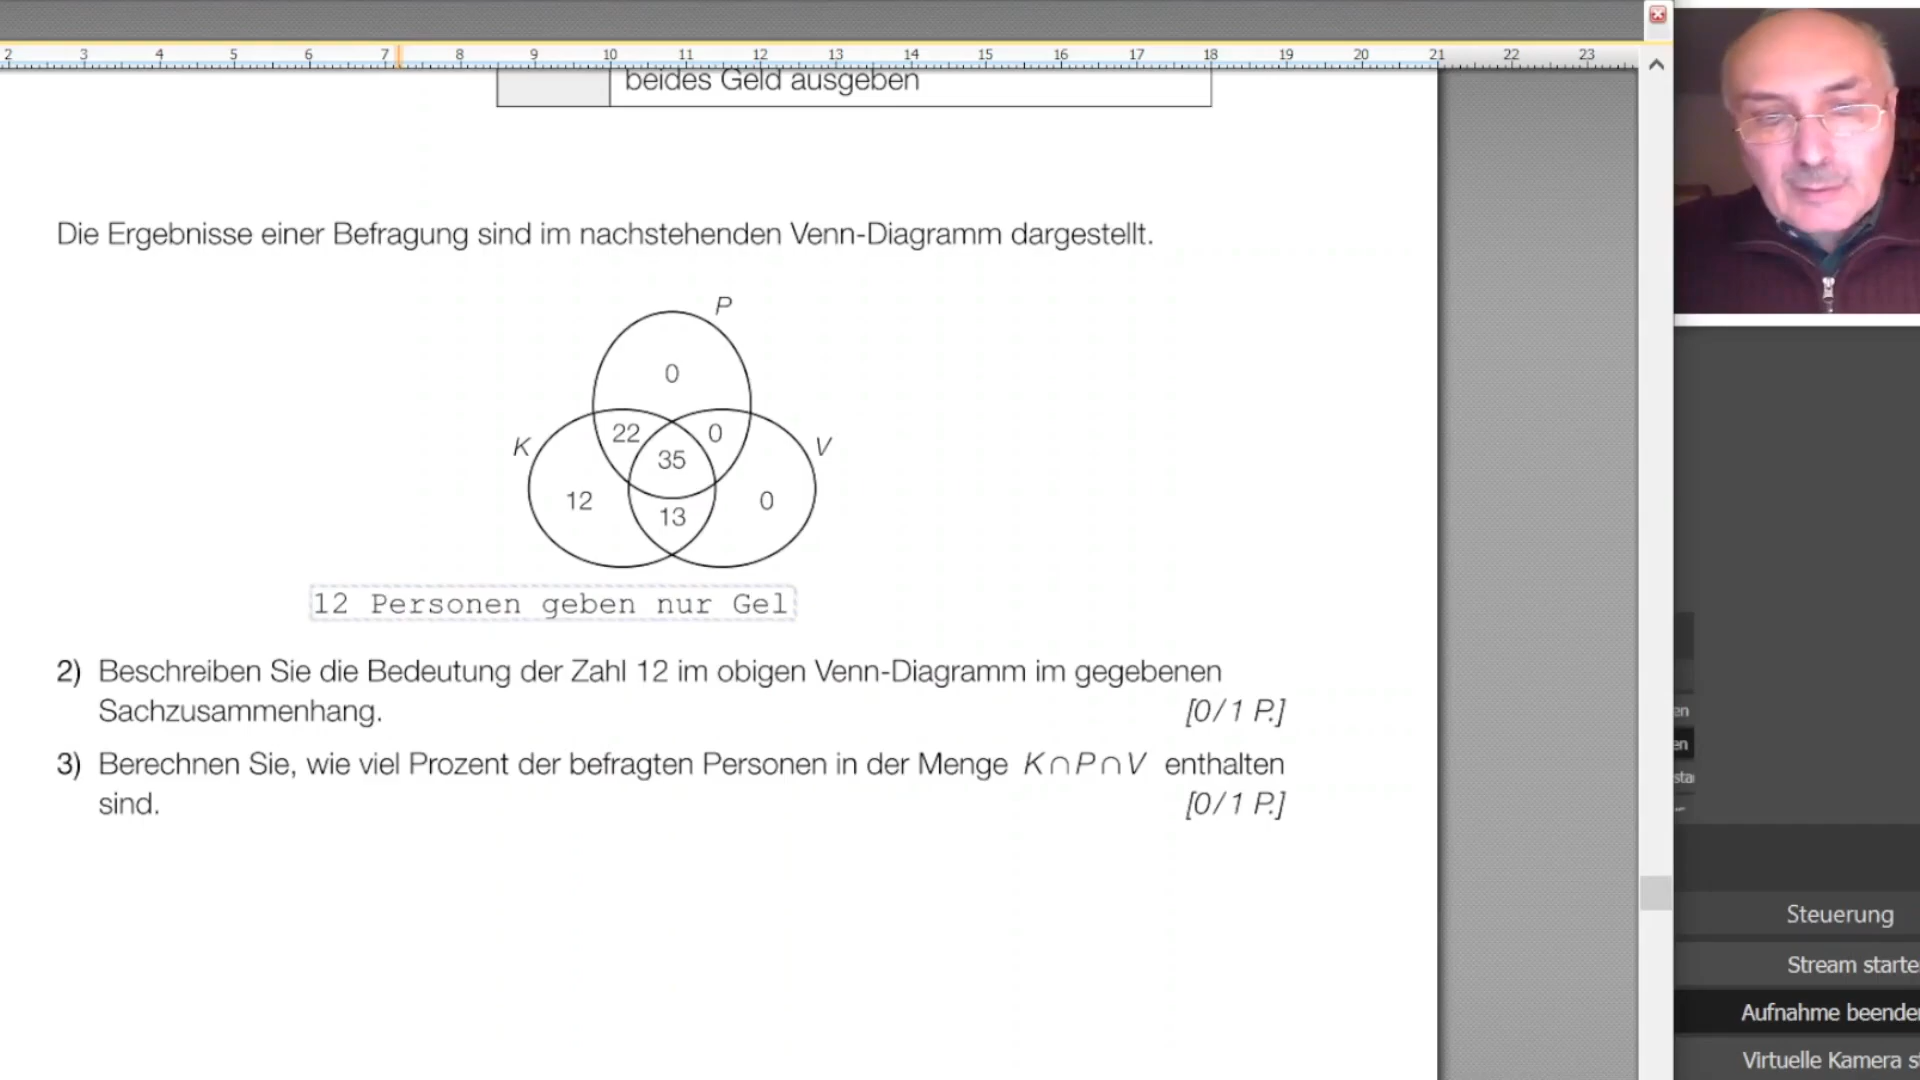 2 3 4 5 6 7 8 9 10 11 12 13 14 15 16 17 18 19 20 21 22 23
beides Geld ausgeben
Die Ergebnisse einer Befragung sind im nachstehenden Venn-Diagramm dargestellt.
P
0
K
22
0
V
35
12
0
13
12 Personen geben nur Gel
2) Beschreiben Sie die Bedeutung der Zahl 12 im obigen Venn-Diagramm im gegebenen
Sachzusammenhang. [0/1 P.]
3) Berechnen Sie, wie viel Prozent der befragten Personen in der Menge K∩P∩V enthalten
sind. [0/1 P.]
en
en
sta
Steuerung
Stream starte
Aufnahme beende
Virtuelle Kamera s